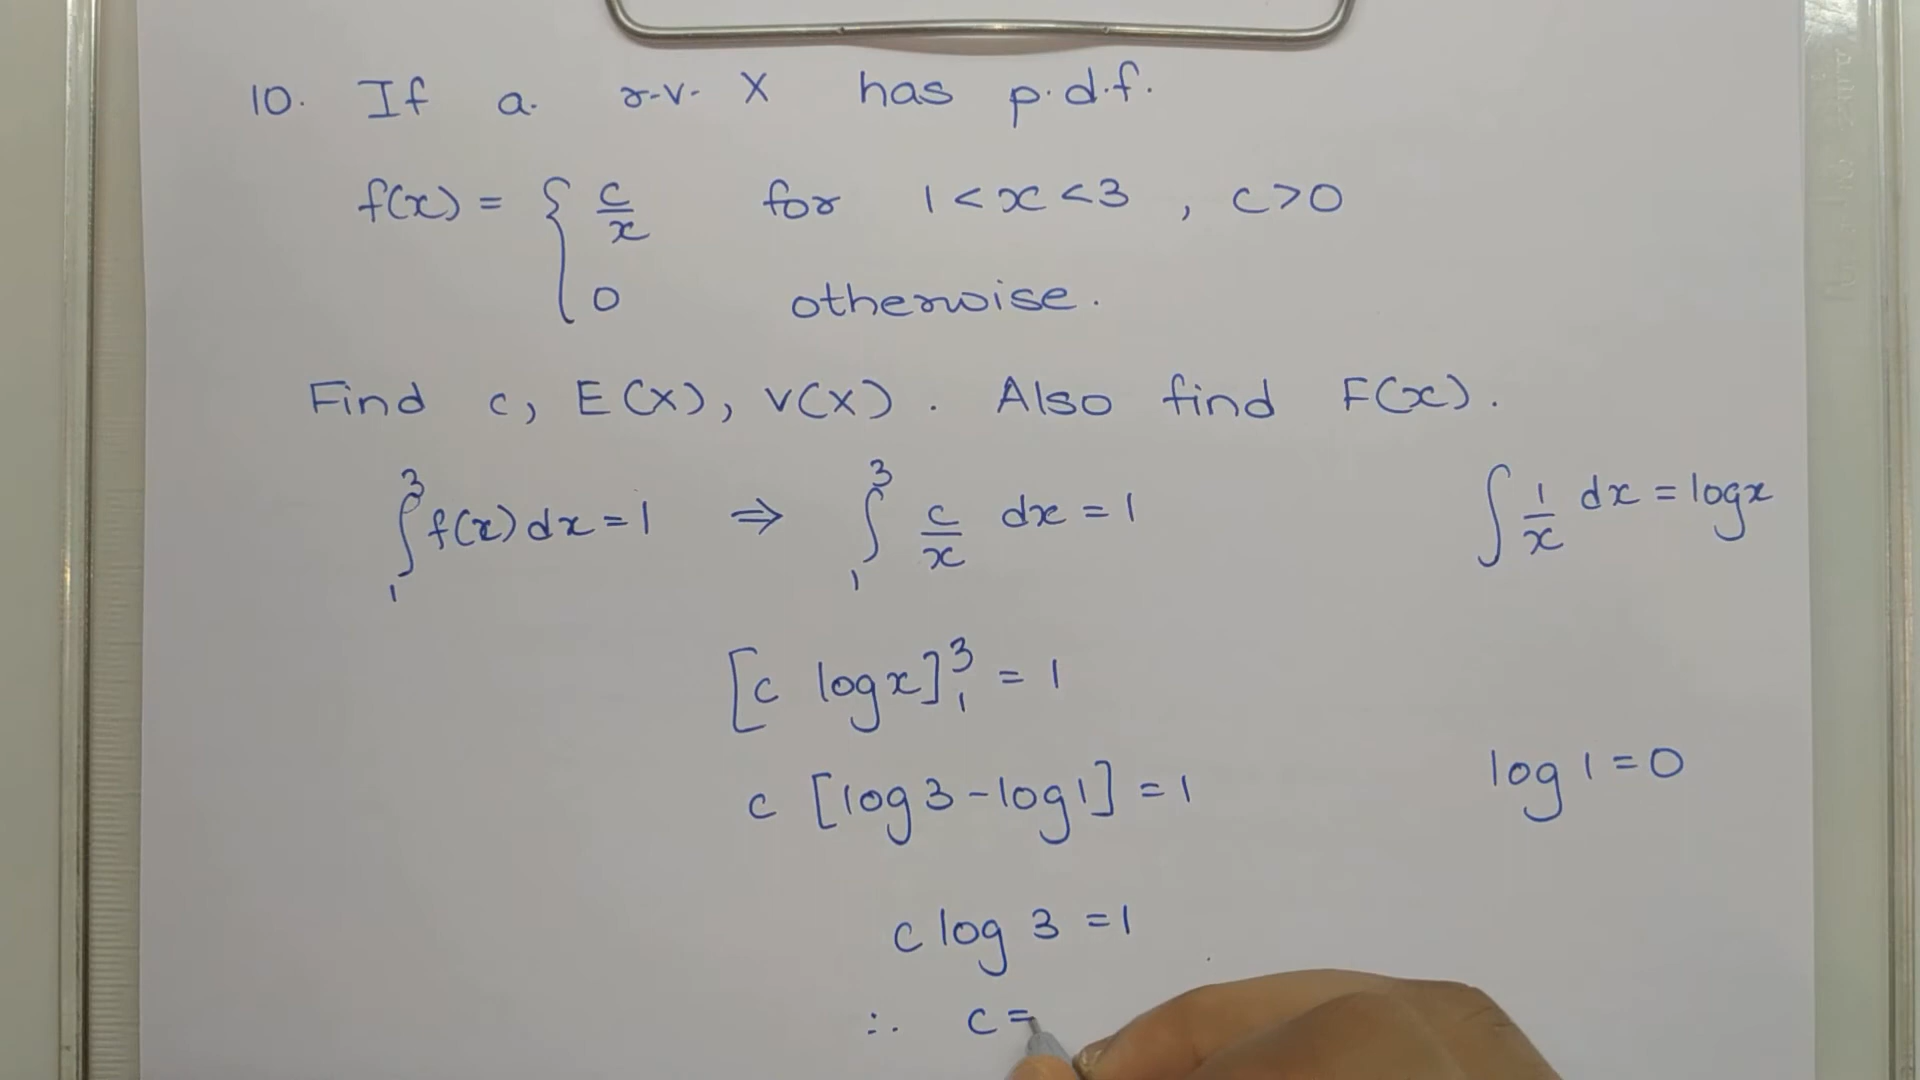 10. If a r.v. X has p.d.f.
f(x) = { c/x for 1 < x < 3 , c > 0
0 otherwise.
Find c, E(X), V(X). Also find F(x).
∫₁³ f(x) dx = 1 ⇒ ∫₁³ c/x dx = 1
∫ 1/x dx = log x
[c log x]₁³ = 1
c [log 3 - log 1] = 1
log 1 = 0
c log 3 = 1
∴ c =